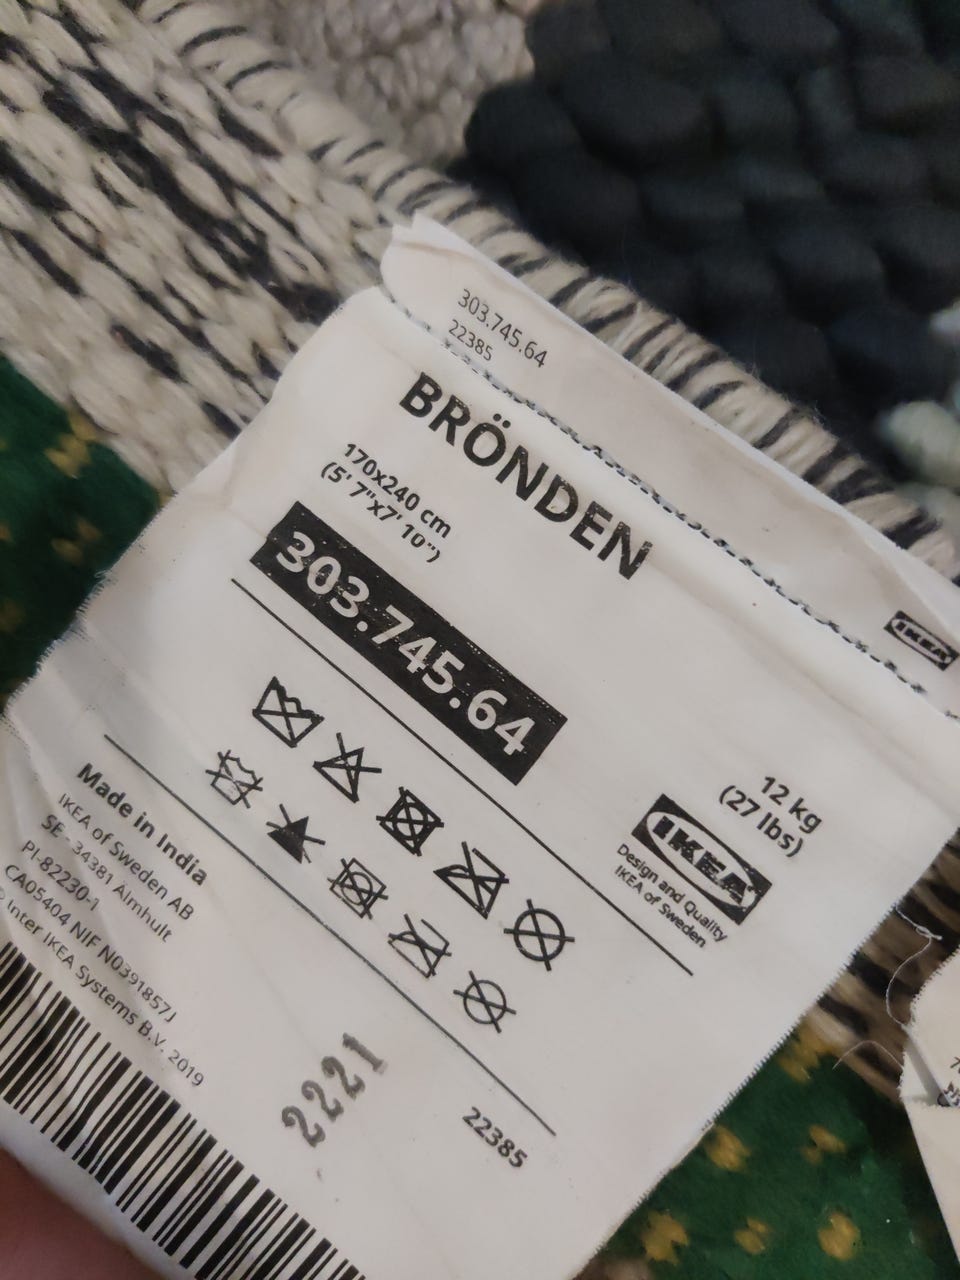 303.745.64
22385
IKEA
BRÖNDEN
170x240 cm
(5' 7"x7' 10")
303.745.64
12 kg
(27 lbs)
IKEA
Design and Quality
IKEA of Sweden
Made in India
IKEA of Sweden AB
SE - 34381 Älmhult
PI-82230-1
CA05404 NIF N0391857J
© Inter IKEA Systems B.V. 2019
2221
22385